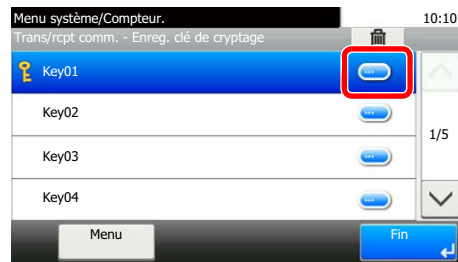 Menu système/Compteur. 10:10
Trans/rcpt comm. - Enreg. clé de cryptage
Key01
Key02
1/5
Key03
Key04
Menu Fin